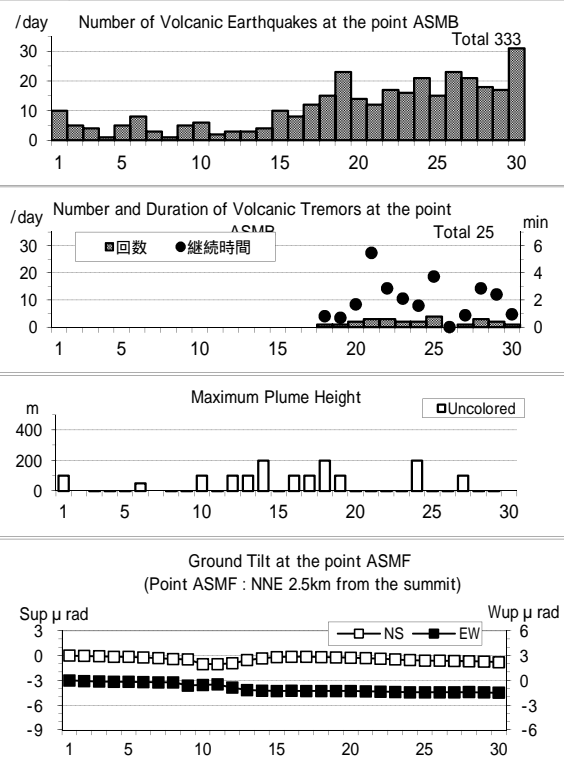 Number of Volcanic Earthquakes at the point ASMB
/day
Total 333
30
20
10
0
1 5 10 15 20 25 30
Number and Duration of Volcanic Tremors at the point
ASMB
/day
min
Total 25
回数 継続時間
30 6
20 4
10 2
0 0
1 5 10 15 20 25 30
Maximum Plume Height
m
Uncolored
400
200
0
1 5 10 15 20 25 30
Ground Tilt at the point ASMF
(Point ASMF : NNE 2.5km from the summit)
Sup μ rad Wup μ rad
NS EW
3 6
0 3
-3 0
-6 -3
-9 -6
1 5 10 15 20 25 30